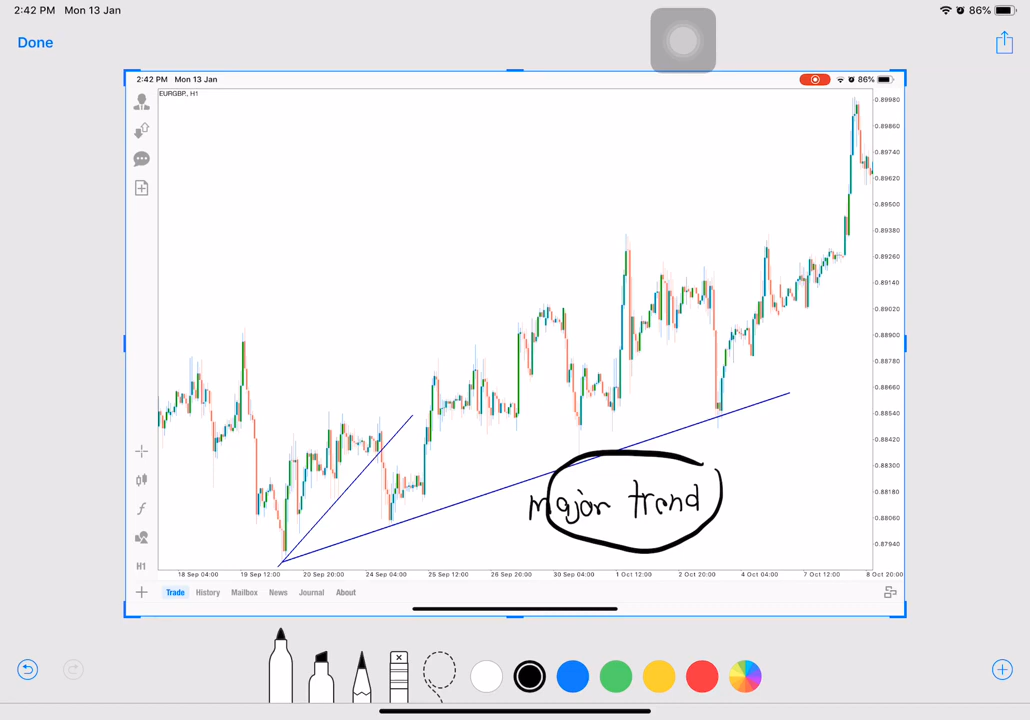 2:42 PM Mon 13 Jan
86%
Done
2:42 PM Mon 13 Jan
86%
EURGBP, H1
0.89980
0.89860
0.89740
0.89620
0.89500
0.89380
0.89260
0.89140
0.89020
0.88900
0.88780
0.88660
0.88540
0.88420
0.88300
0.88180
0.88060
0.87940
major trend
f
H1
18 Sep 04:00 19 Sep 12:00 20 Sep 20:00 24 Sep 04:00 25 Sep 12:00 26 Sep 20:00 30 Sep 04:00 1 Oct 12:00 2 Oct 20:00 4 Oct 04:00 7 Oct 12:00 8 Oct 20:00
Trade History Mailbox News Journal About